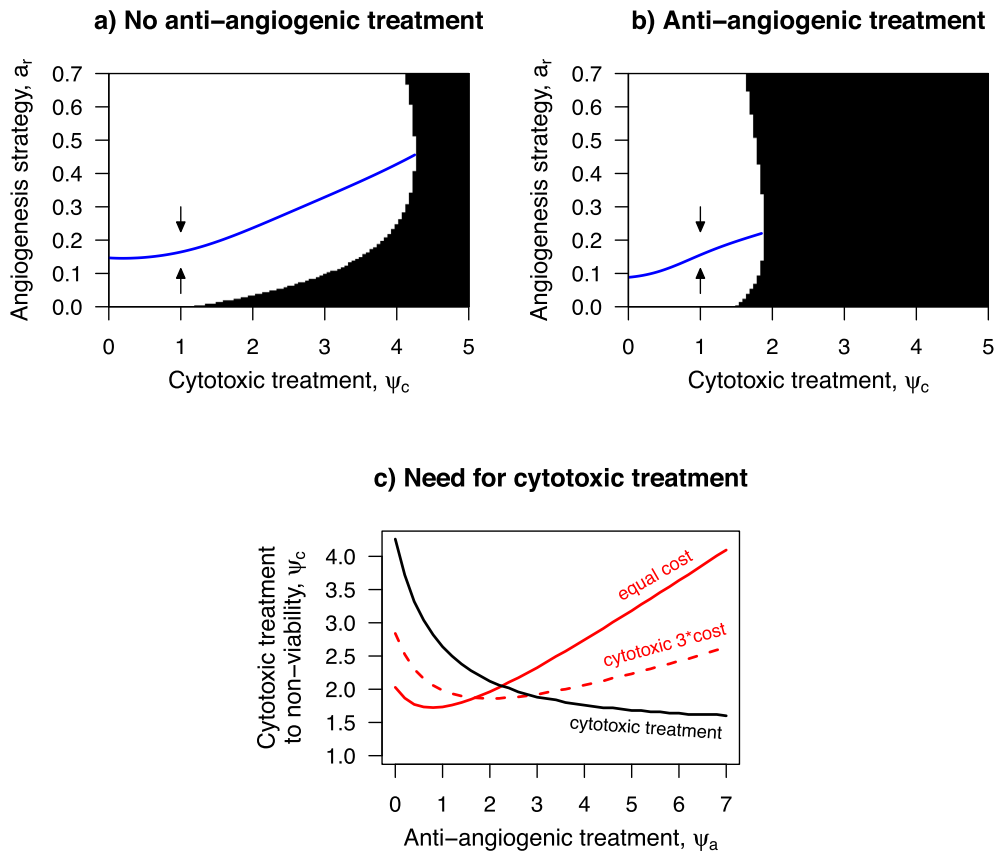 a) No anti−angiogenic treatment
Angiogenesis strategy, aᵣ
0.7
0.6
0.5
0.4
0.3
0.2
0.1
0.0
0 1 2 3 4 5
Cytotoxic treatment, ψc
b) Anti−angiogenic treatment
Angiogenesis strategy, aᵣ
0.7
0.6
0.5
0.4
0.3
0.2
0.1
0.0
0 1 2 3 4 5
Cytotoxic treatment, ψc
c) Need for cytotoxic treatment
Cytotoxic treatment
to non−viability, ψc
4.0
3.5
3.0
2.5
2.0
1.5
1.0
equal cost
cytotoxic 3*cost
cytotoxic treatment
0 1 2 3 4 5 6 7
Anti−angiogenic treatment, ψa